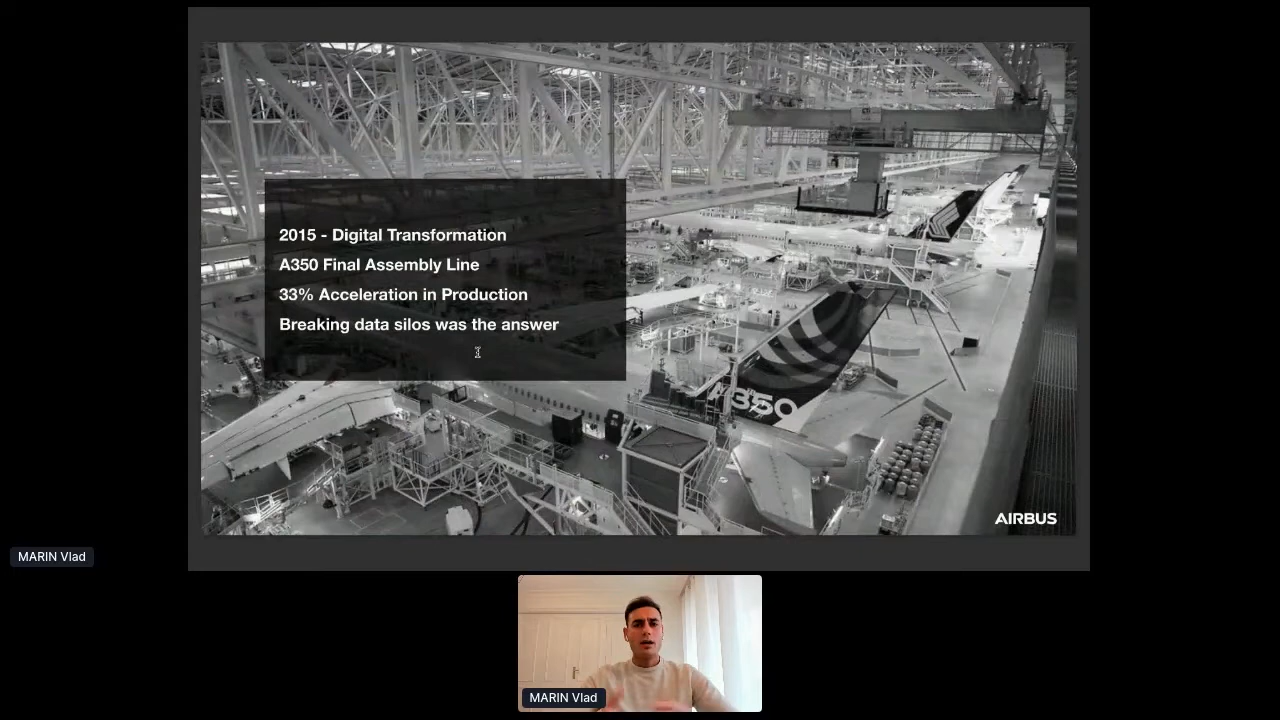 2015 - Digital Transformation
A350 Final Assembly Line
33% Acceleration in Production
Breaking data silos was the answer
A350
AIRBUS
MARIN Vlad
MARIN Vlad